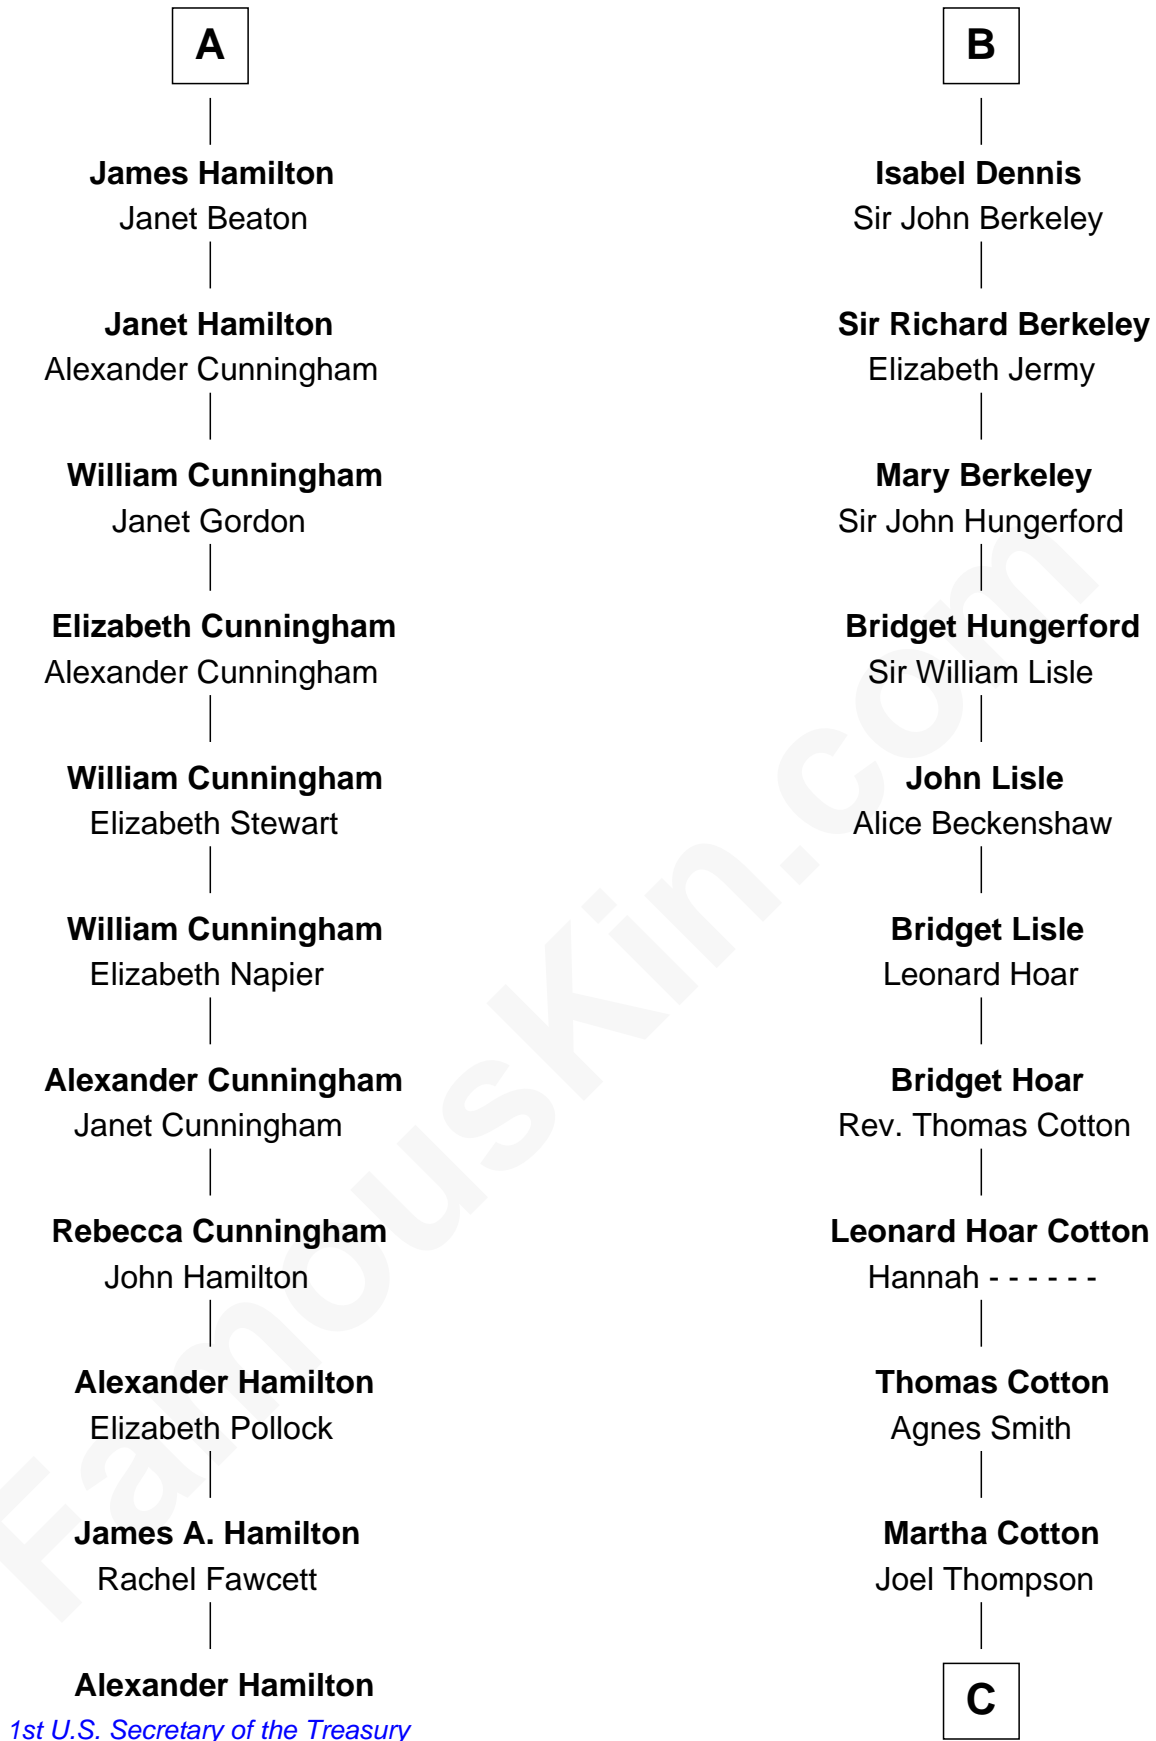 A
James Hamilton
Janet Beaton
Janet Hamilton
Alexander Cunningham
William Cunningham
Janet Gordon
Elizabeth Cunningham
Alexander Cunningham
William Cunningham
Elizabeth Stewart
William Cunningham
Elizabeth Napier
Alexander Cunningham
Janet Cunningham
Rebecca Cunningham
John Hamilton
Alexander Hamilton
Elizabeth Pollock
James A. Hamilton
Rachel Fawcett
Alexander Hamilton
1st U.S. Secretary of the Treasury
B
Isabel Dennis
Sir John Berkeley
Sir Richard Berkeley
Elizabeth Jermy
Mary Berkeley
Sir John Hungerford
Bridget Hungerford
Sir William Lisle
John Lisle
Alice Beckenshaw
Bridget Lisle
Leonard Hoar
Bridget Hoar
Rev. Thomas Cotton
Leonard Hoar Cotton
Hannah - - - - - -
Thomas Cotton
Agnes Smith
Martha Cotton
Joel Thompson
C
FamousKin.com